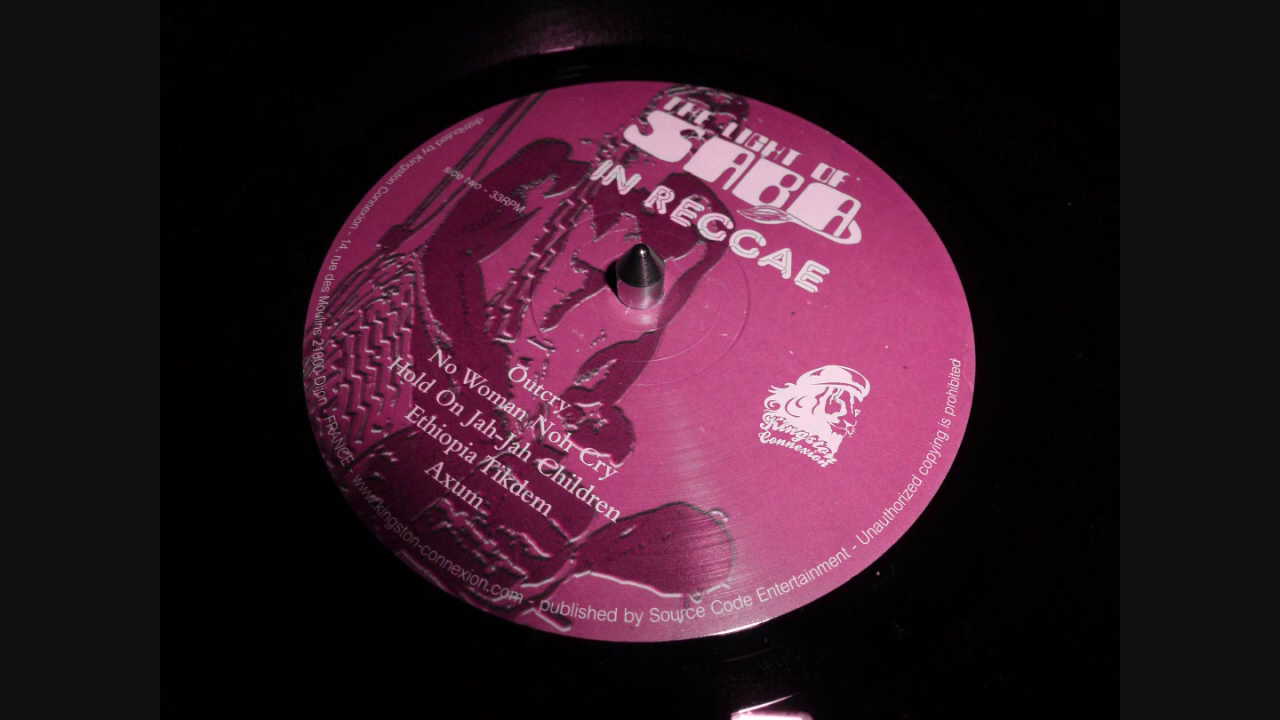 THE LIGHT OF
SABA
IN REGGAE
side two - 33RPM
Outcry
No Woman Noh Cry
Hold On Jah-Jah Children
Ethiopia Tikdem
Axum
Kingston
Connexion
distributed by Kingston Connexion - 14, rue des Moulins 21600 Dijon - FRANCE
www.kingston-connexion.com - published by Source Code Entertainment - Unauthorized copying is prohibited